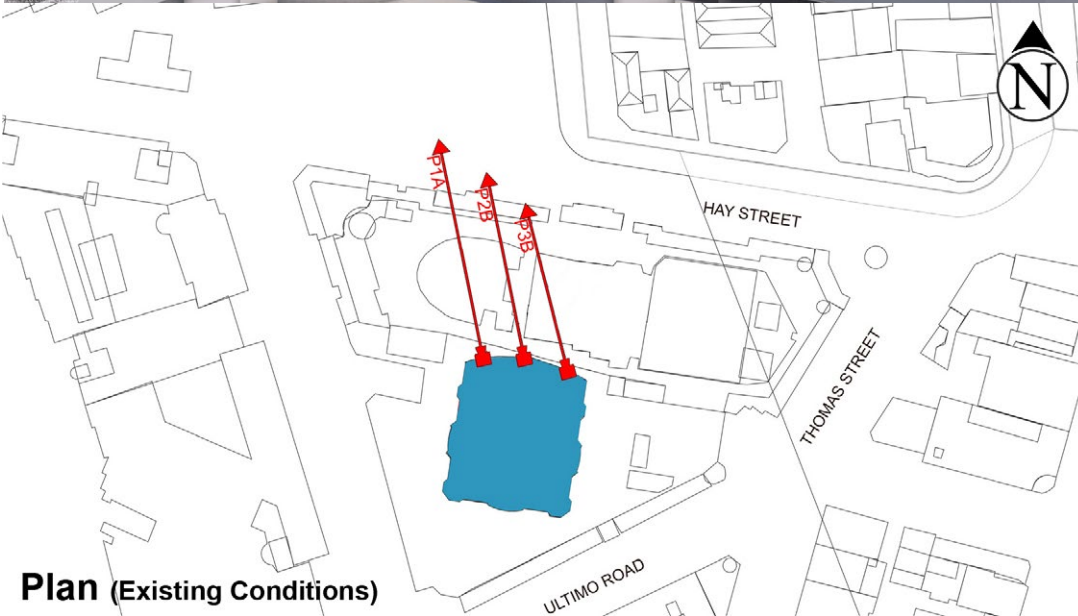 N
P1A
P2B
P3B
HAY STREET
THOMAS STREET
ULTIMO ROAD
Plan (Existing Conditions)